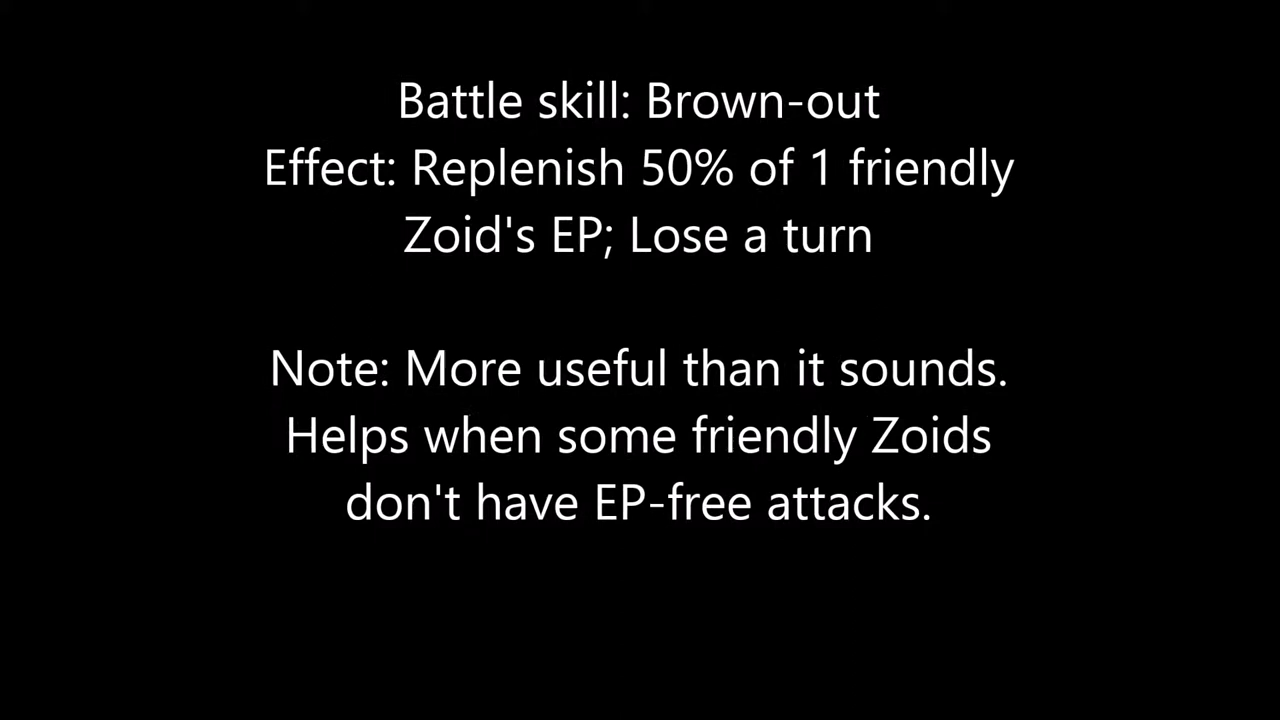 Battle skill: Brown-out
Effect: Replenish 50% of 1 friendly
Zoid's EP; Lose a turn
Note: More useful than it sounds.
Helps when some friendly Zoids
don't have EP-free attacks.